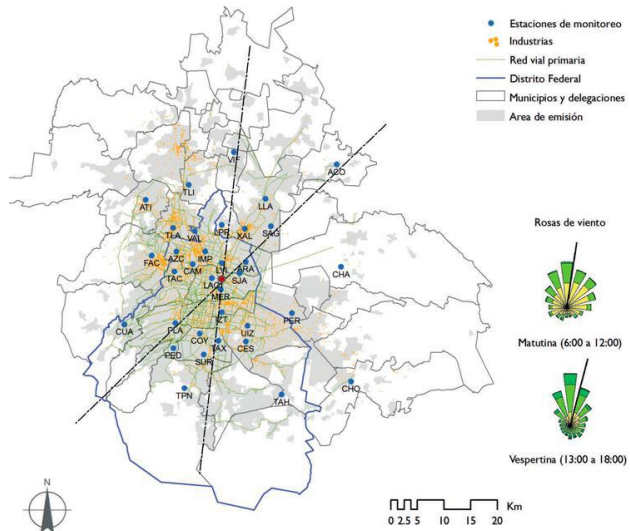 Estaciones de monitoreo
Industrias
Red vial primaria
Distrito Federal
Municipios y delegaciones
Area de emisión
VIF
ACO
TLI
ATI
LLA
TLA
VAL
LPR
XAL
SAG
AZC
IMP
FAC
CAM
LVI
ARA
TAC
LAGU
SJA
CHA
MER
CUA
PLA
IZT
UIZ
PER
COY
TAX
CES
PED
SUR
TPN
TAH
CHO
Rosas de viento
Matutina (6:00 a 12:00)
Vespertina (13:00 a 18:00)
N
Km
0 2.5 5 10 15 20